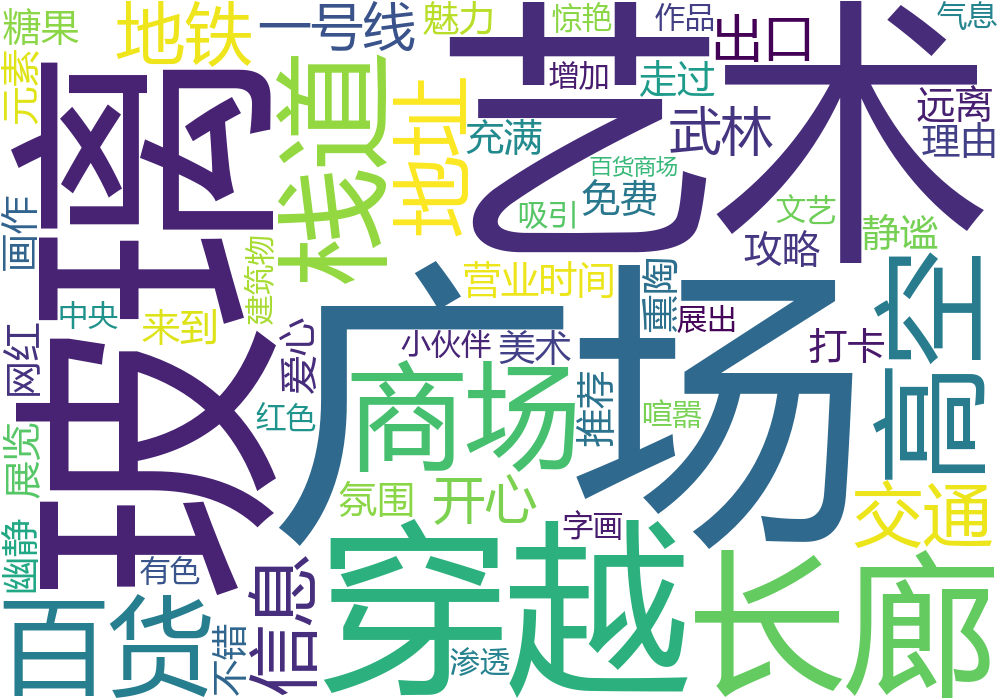 糖果
地铁
一号线
魅力
惊艳
作品
出口
气息
元素
玻璃
栈道
地址
艺术
增加
走过
武林
远离
理由
充满
百货商场
免费
吸引
文艺
静谧
攻略
画作
建筑物
营业时间
熏陶
高空
中央
来到
广场
展出
网红
爱心
小伙伴
美术
打卡
商场
推荐
红色
喧嚣
展览
氛围
开心
交通
幽静
字画
有色
信息
穿越
长廊
百货
不错
渗透